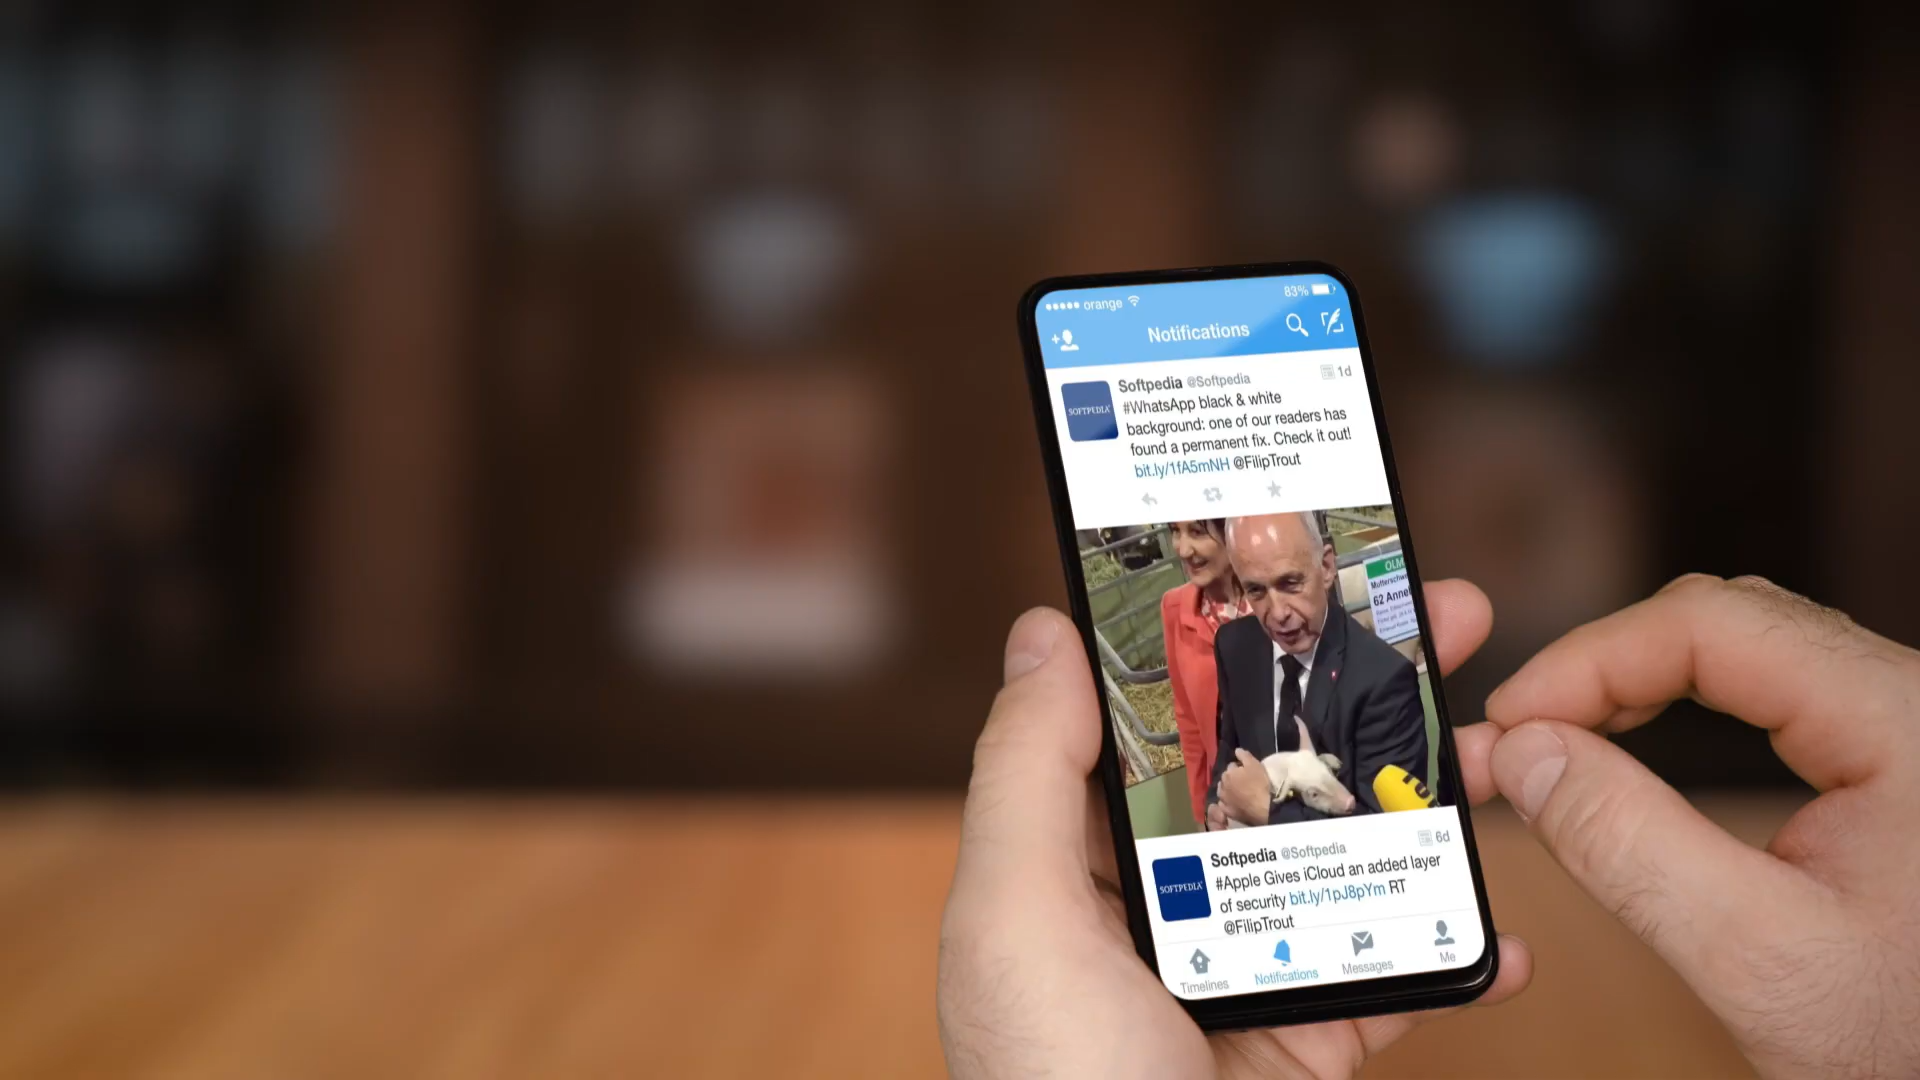 orange
83%
Notifications
Softpedia @Softpedia
1d
SOFTPEDIA
#WhatsApp black & white
background: one of our readers has
found a permanent fix. Check it out!
bit.ly/1fA5mNH @FilipTrout
OLM
Mutterschwe
62 Anne
Softpedia @Softpedia
6d
SOFTPEDIA
#Apple Gives iCloud an added layer
of security bit.ly/1pJ8pYm RT
@FilipTrout
Timelines
Notifications
Messages
Me